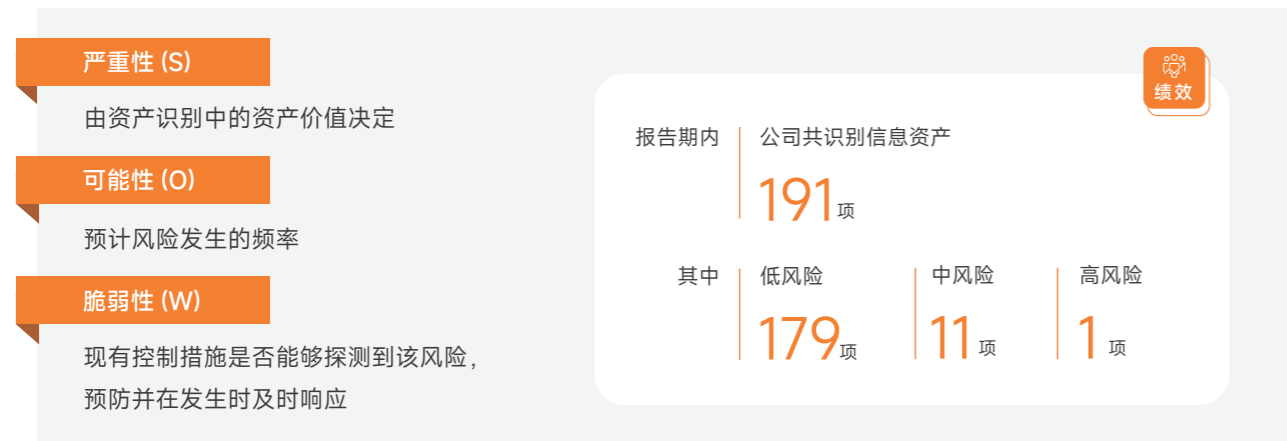 严重性 (S)
由资产识别中的资产价值决定
可能性 (O)
预计风险发生的频率
脆弱性 (W)
现有控制措施是否能够探测到该风险，
预防并在发生时及时响应
绩效
报告期内
公司共识别信息资产
191项
其中
低风险
179项
中风险
11项
高风险
1项